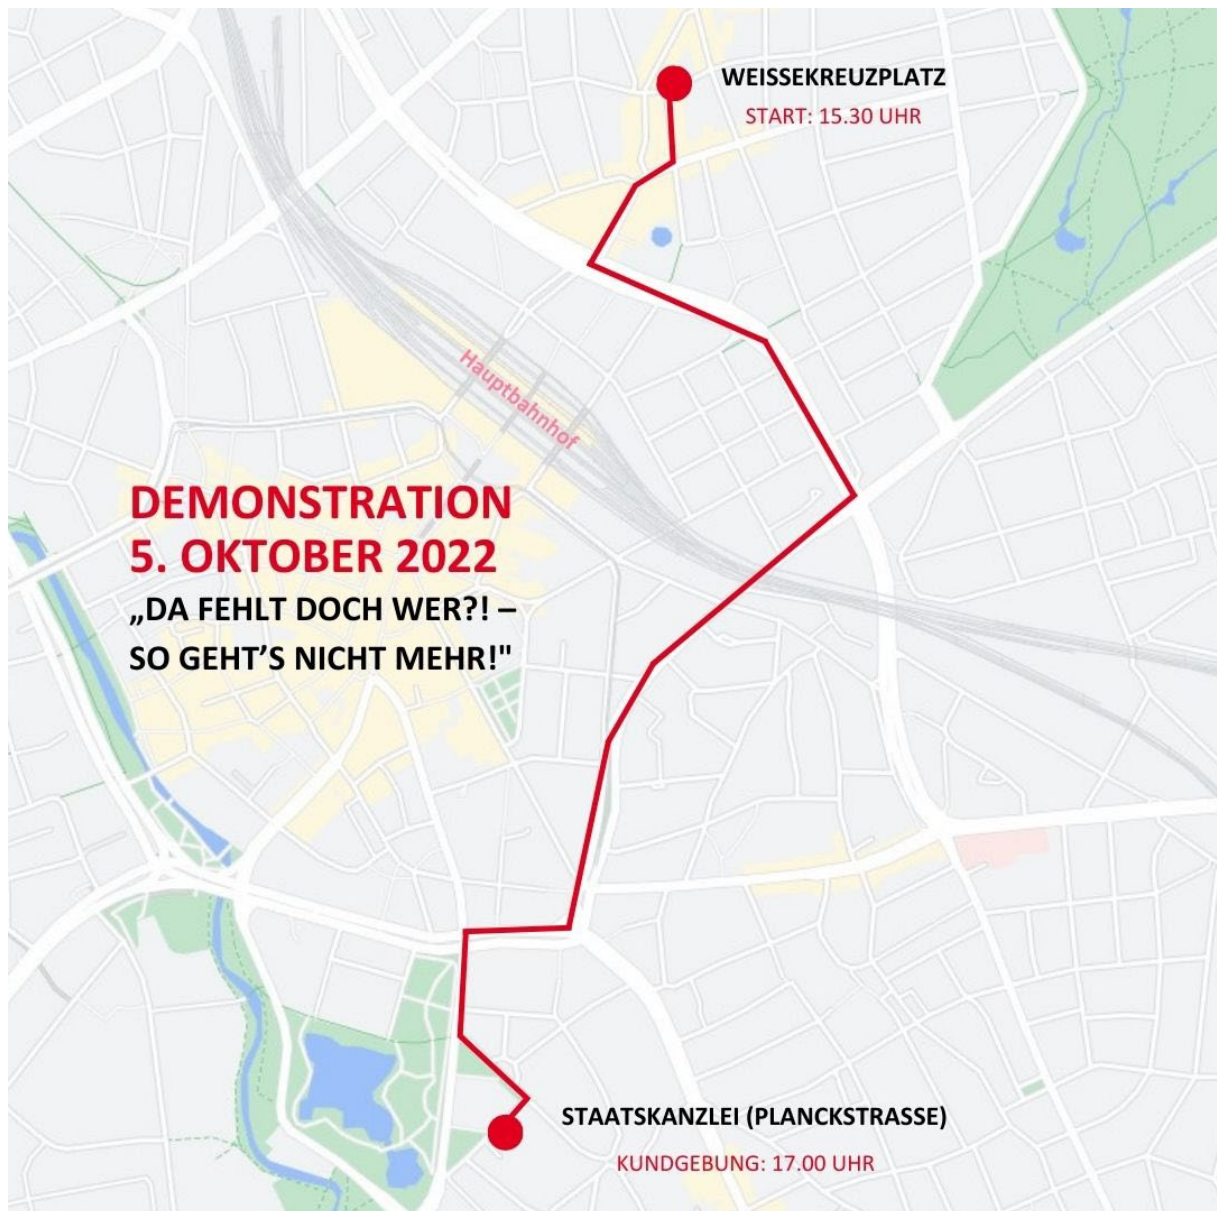 WEISSEKREUZPLATZ
START: 15.30 UHR
Hauptbahnhof
DEMONSTRATION
5. OKTOBER 2022
„DA FEHLT DOCH WER?! –
SO GEHT’S NICHT MEHR!"
STAATSKANZLEI (PLANCKSTRASSE)
KUNDGEBUNG: 17.00 UHR